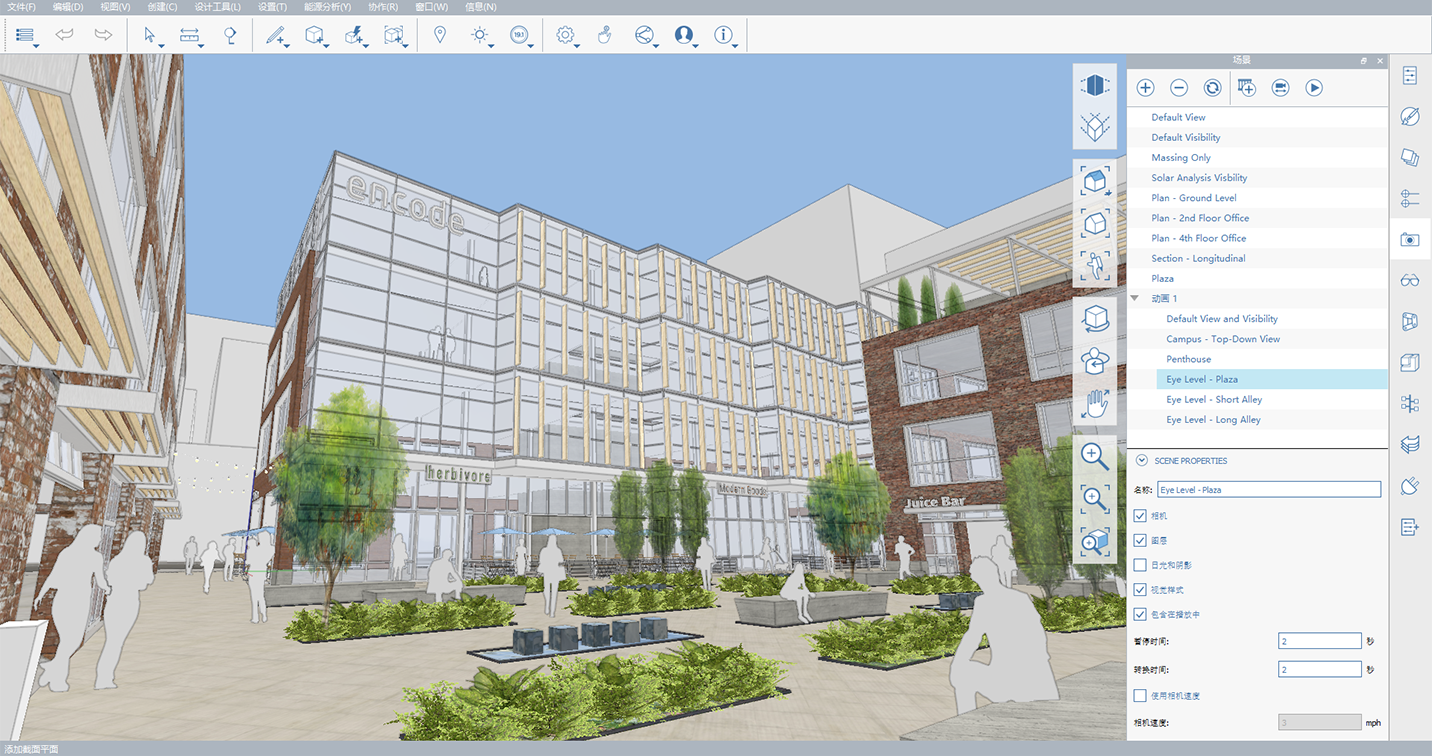 文件(F) 编辑(D) 视图(V) 创建(C) 设计工具(L) 设置(T) 能源分析(Y) 协作(R) 窗口(W) 信息(N)
19.1
场景
Default View
Default Visibility
Massing Only
Solar Analysis Visbility
Plan - Ground Level
Plan - 2nd Floor Office
Plan - 4th Floor Office
Section - Longitudinal
Plaza
动画 1
Default View and Visibility
Campus - Top-Down View
Penthouse
Eye Level - Plaza
Eye Level - Short Alley
Eye Level - Long Alley
SCENE PROPERTIES
名称: Eye Level - Plaza
相机
图层
日光和阴影
视觉样式
包含在播放中
暂停时间: 2 秒
转换时间: 2 秒
使用相机速度
相机速度: 3 mph
encode
herbivore
Modern Goods
Juice Bar
添加截面平面